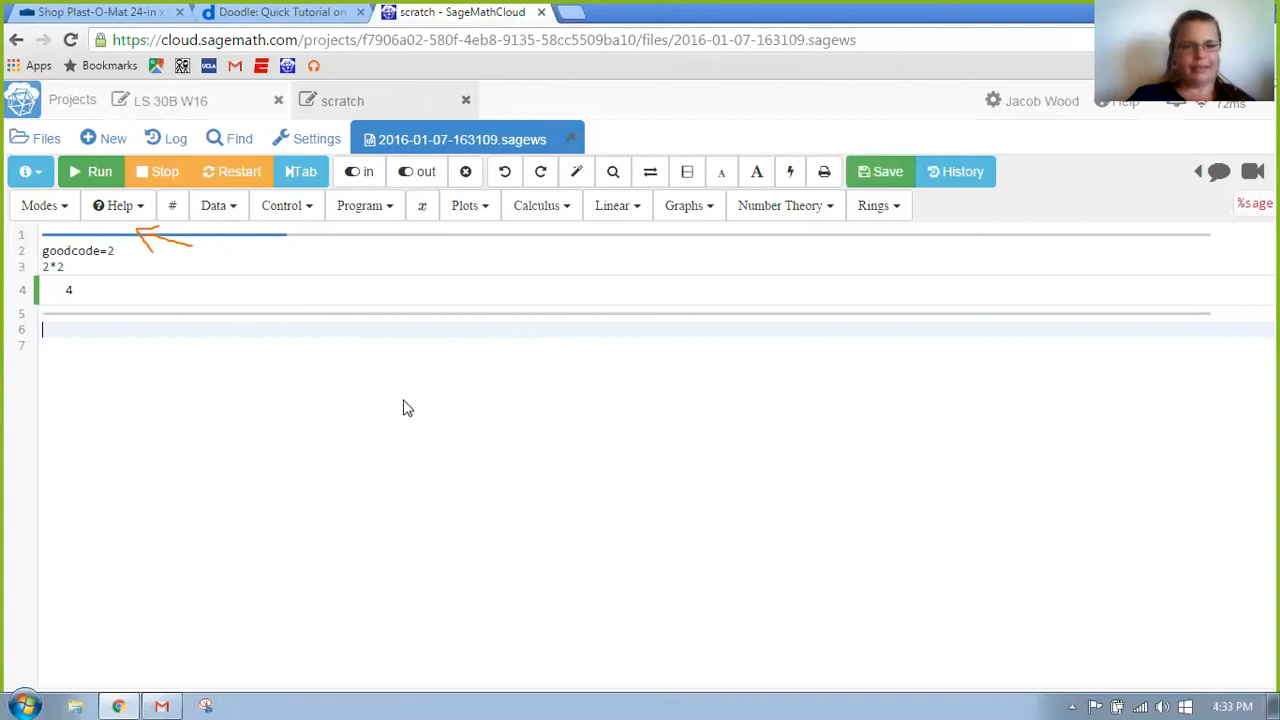 Shop Plast-O-Mat 24-in x
Doodle: Quick Tutorial on
scratch - SageMathCloud
https://cloud.sagemath.com/projects/f7906a02-580f-4eb8-9135-58cc5509ba10/files/2016-01-07-163109.sagews
Apps Bookmarks UCLA
Projects LS 30B W16 scratch Jacob Wood Help 72ms
Files New Log Find Settings 2016-01-07-163109.sagews
Run Stop Restart Tab in out A A Save History
Modes Help # Data Control Program x Plots Calculus Linear Graphs Number Theory Rings %sage
1
2 goodcode=2
3 2*2
4 4
5
6
7
4:33 PM